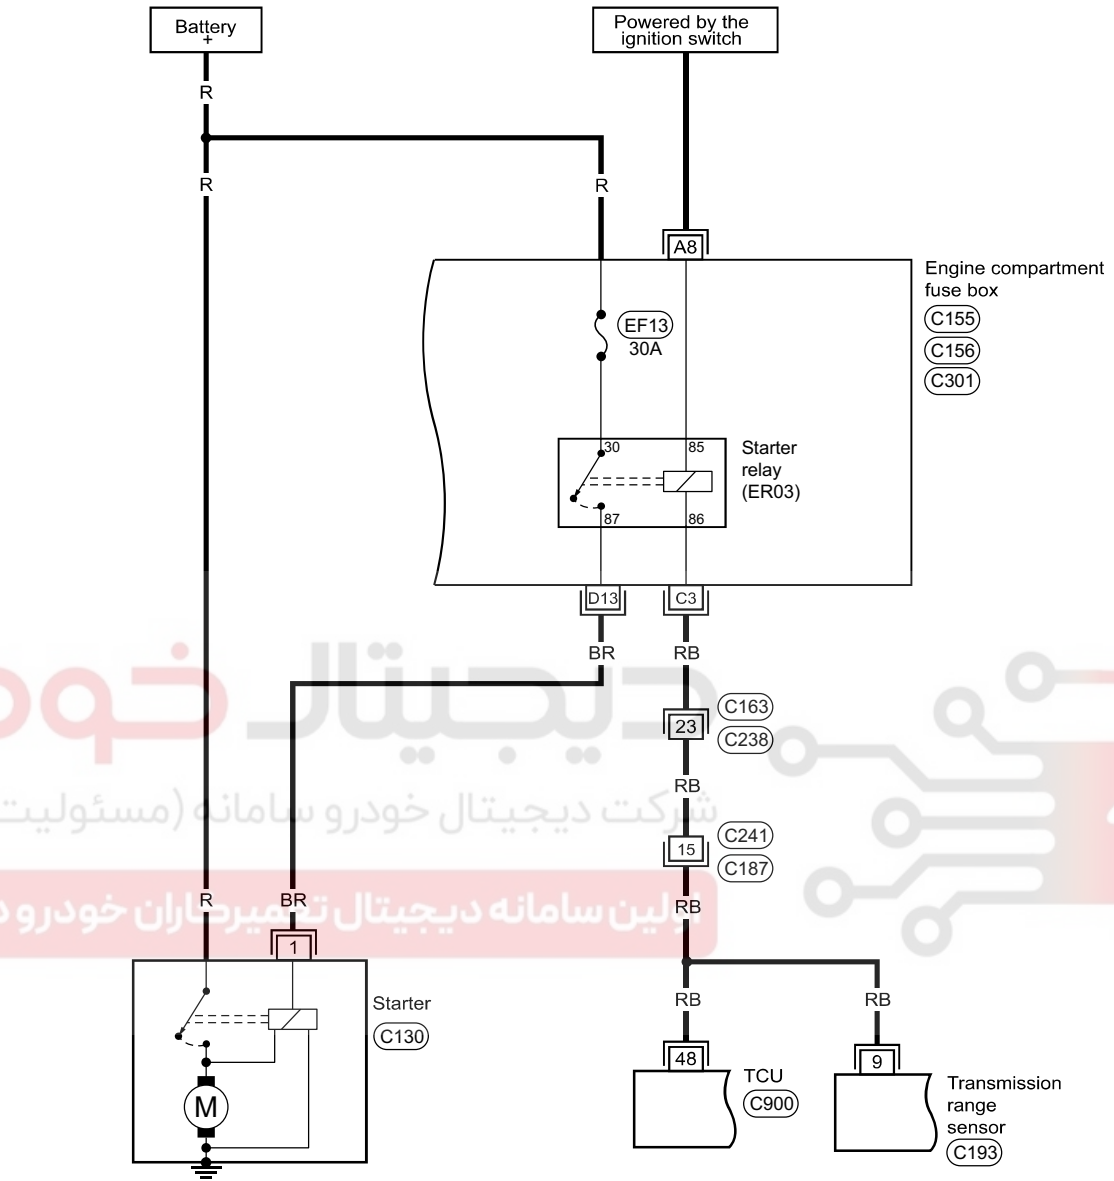 Battery
+
Powered by the
ignition switch
R
R
R
A8
Engine compartment
fuse box
C155
C156
C301
EF13
30A
30
85
Starter
relay
(ER03)
87
86
D13
C3
BR
RB
دیجیتال خودرو
23
C163
C238
RB
شرکت دیجیتال خودرو سامانه (مسئولیت
15
C241
C187
R
BR
RB
اولین سامانه دیجیتال تعمیرکاران خودرو د
1
Starter
C130
M
RB
RB
48
9
TCU
C900
Transmission
range
sensor
C193